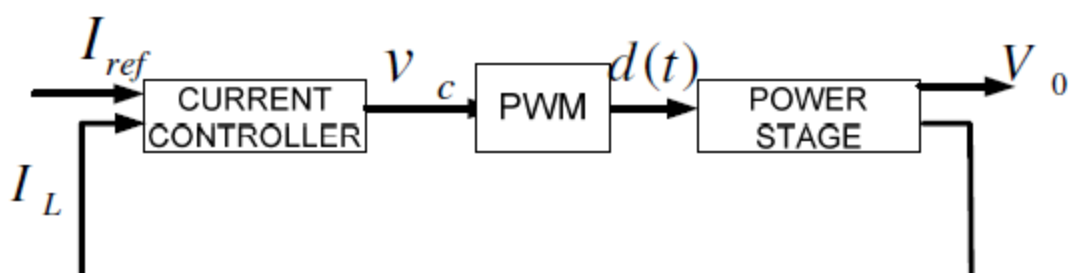 I_ref
CURRENT
CONTROLLER
v_c
PWM
d(t)
POWER
STAGE
V_0
I_L